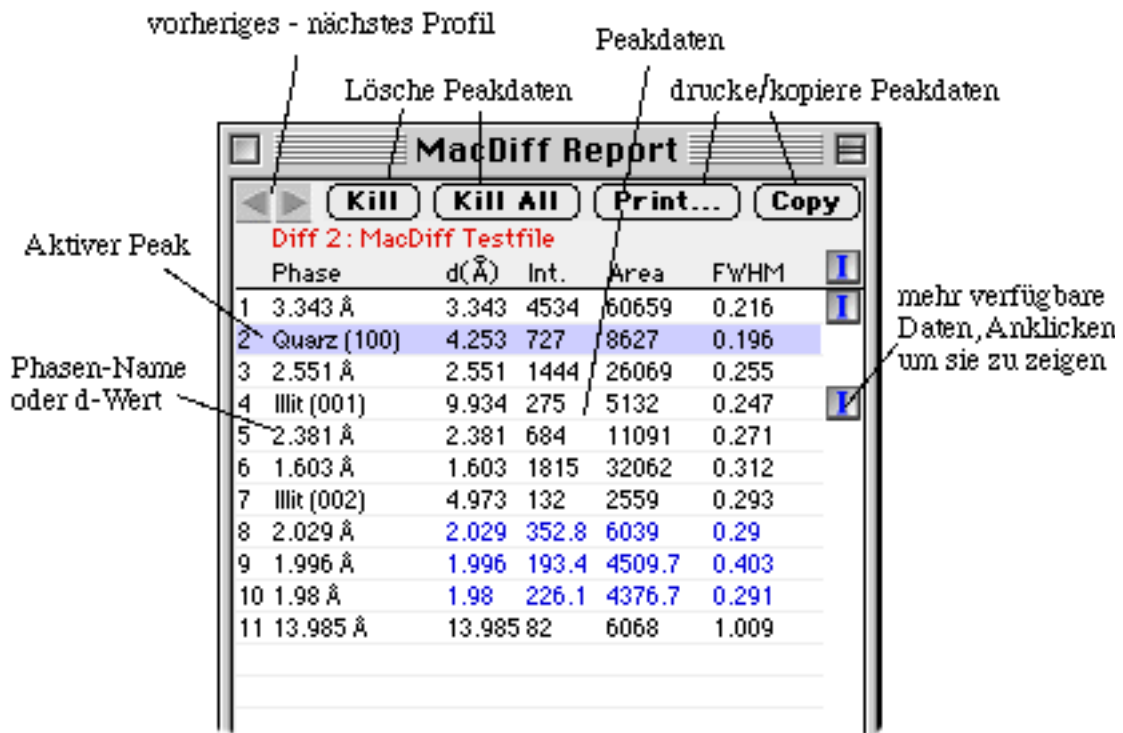 vorheriges - nächstes Profil
Peakdaten
Lösche Peakdaten
drucke/kopiere Peakdaten
MacDiff Report
Kill Kill All Print... Copy
Diff 2: MacDiff Testfile
Aktiver Peak
Phase d(Å) Int. Area FWHM I
1 3.343 Å 3.343 4534 60659 0.216 I
2 Quarz (100) 4.253 727 8627 0.196
3 2.551 Å 2.551 1444 26069 0.255
4 Illit (001) 9.934 275 5132 0.247 I
5 2.381 Å 2.381 684 11091 0.271
6 1.603 Å 1.603 1815 32062 0.312
7 Illit (002) 4.973 132 2559 0.293
8 2.029 Å 2.029 352.8 6039 0.29
9 1.996 Å 1.996 193.4 4509.7 0.403
10 1.98 Å 1.98 226.1 4376.7 0.291
11 13.985 Å 13.985 82 6068 1.009
Phasen-Name
oder d-Wert
mehr verfügbare
Daten, Anklicken
um sie zu zeigen